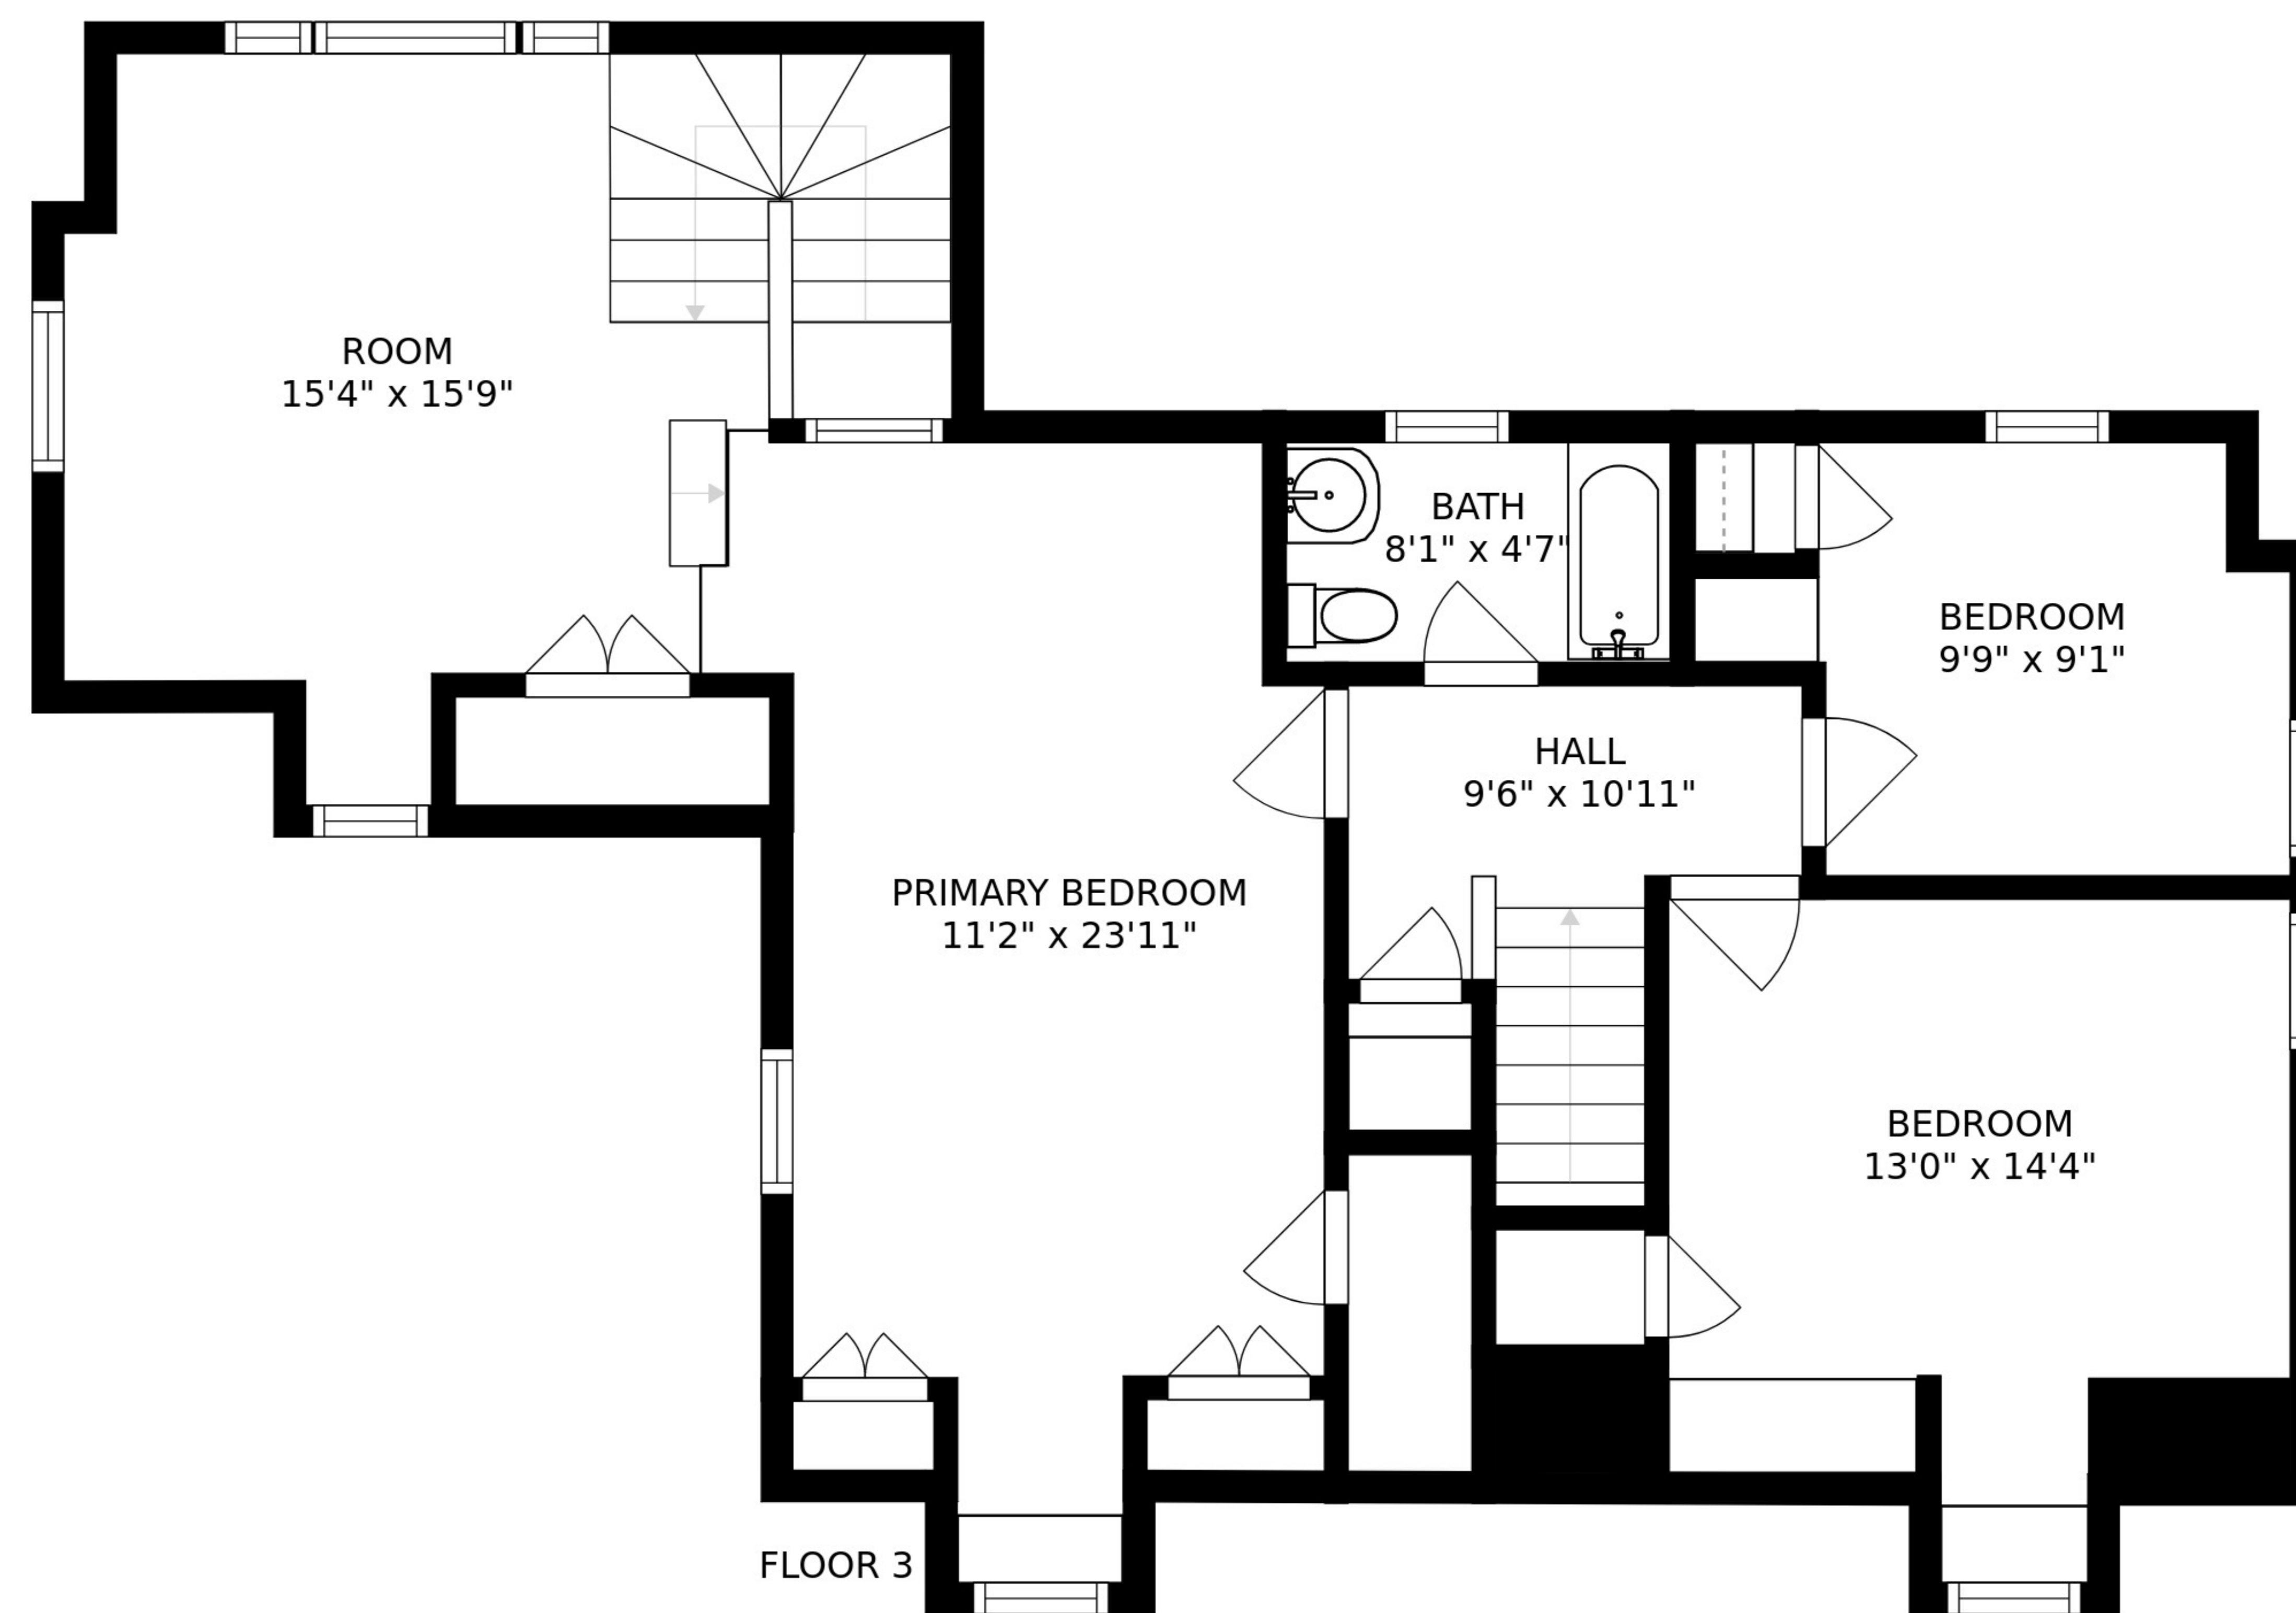 ROOM
15'4" x 15'9"
BATH
8'1" x 4'7"
BEDROOM
9'9" x 9'1"
HALL
9'6" x 10'11"
PRIMARY BEDROOM
11'2" x 23'11"
BEDROOM
13'0" x 14'4"
FLOOR 3